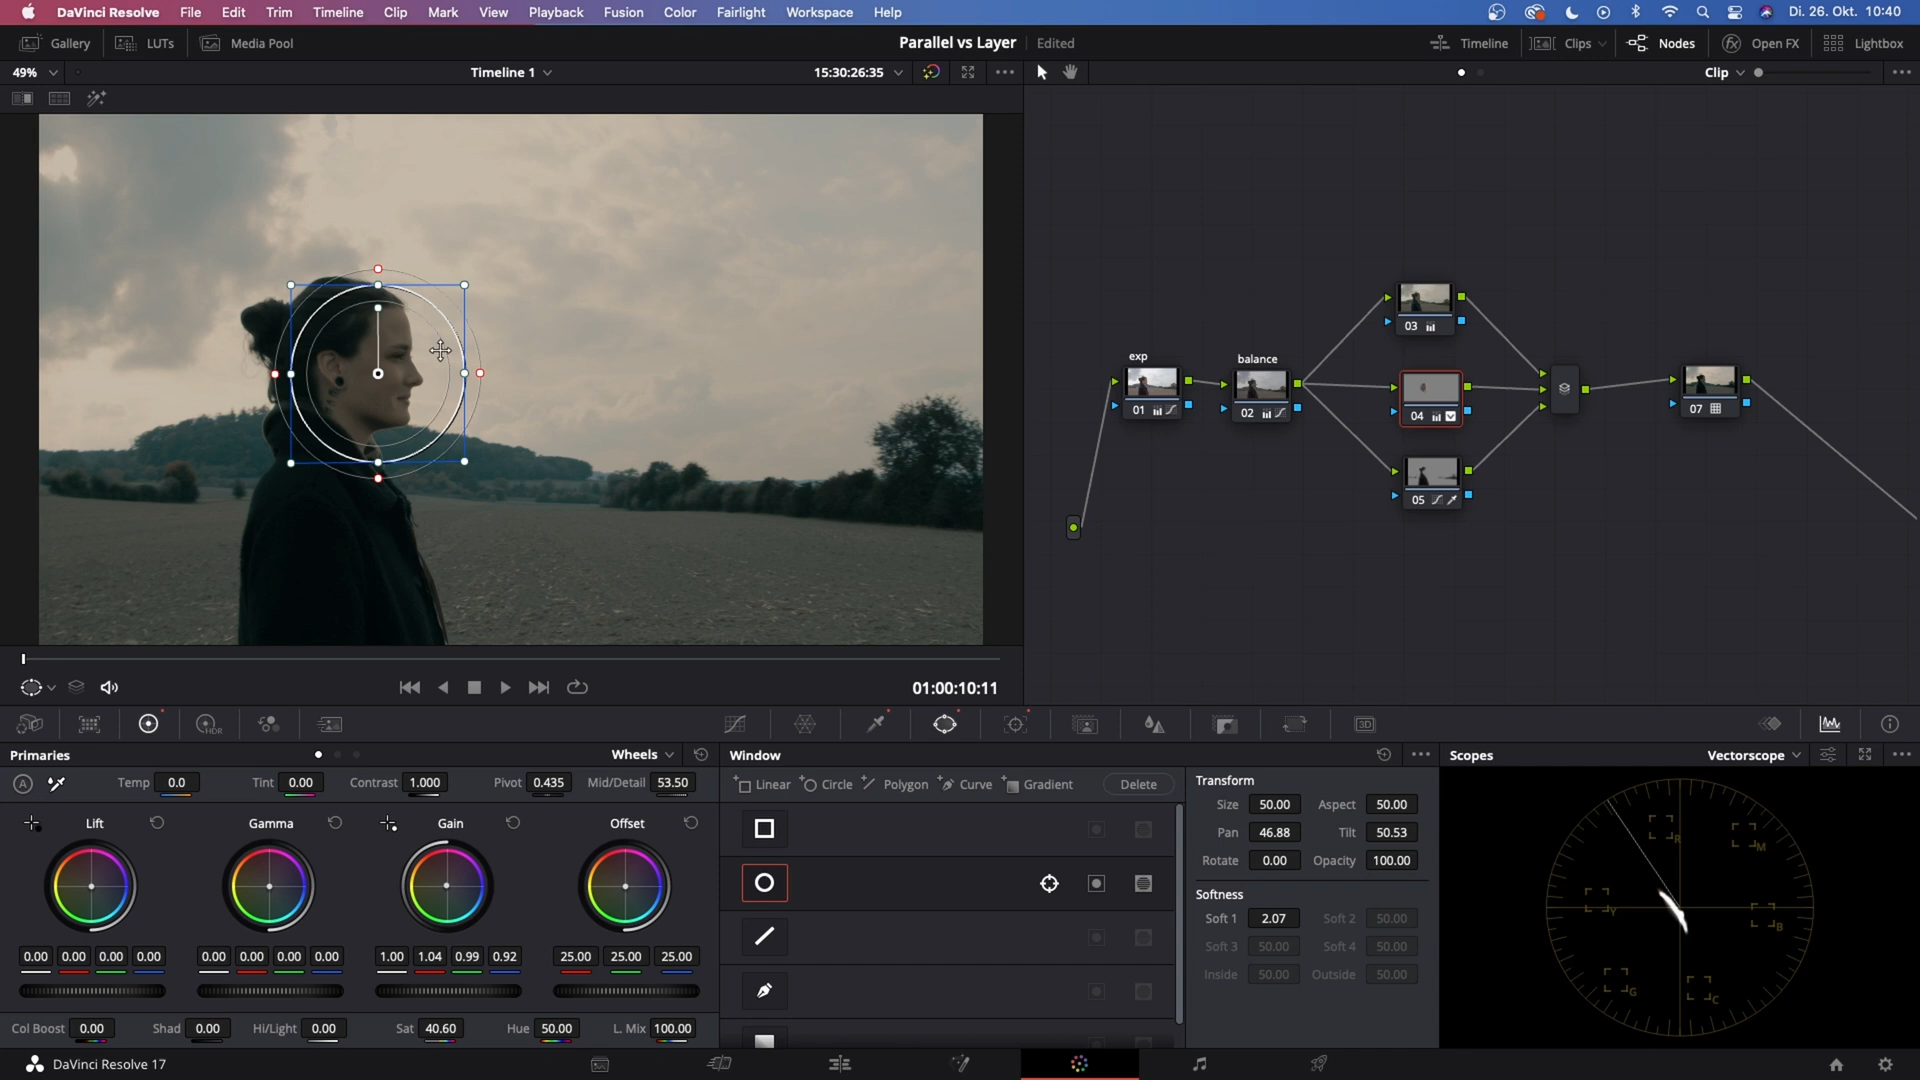 DaVinci Resolve File Edit Trim Timeline Clip Mark View Playback Fusion Color Fairlight Workspace Help Di. 26. Okt. 10:40
Gallery LUTs Media Pool Parallel vs Layer Edited Timeline Clips Nodes Open FX Lightbox
49% Timeline 1 15:30:26:35 Clip
03
exp
01
balance
02
04
05
07
01:00:10:11
HDR 3D
Primaries Wheels Window Scopes Vectorscope
A Temp 0.0 Tint 0.00 Contrast 1.000 Pivot 0.435 Mid/Detail 53.50
Lift Gamma Gain Offset
0.00 0.00 0.00 0.00 0.00 0.00 0.00 0.00 1.00 1.04 0.99 0.92 25.00 25.00 25.00
Col Boost 0.00 Shad 0.00 Hi/Light 0.00 Sat 40.60 Hue 50.00 L. Mix 100.00
Linear Circle Polygon Curve Gradient Delete
Transform
Size 50.00 Aspect 50.00
Pan 46.88 Tilt 50.53
Rotate 0.00 Opacity 100.00
Softness
Soft 1 2.07 Soft 2 50.00
Soft 3 50.00 Soft 4 50.00
Inside 50.00 Outside 50.00
R
M
Y
B
G
C
DaVinci Resolve 17